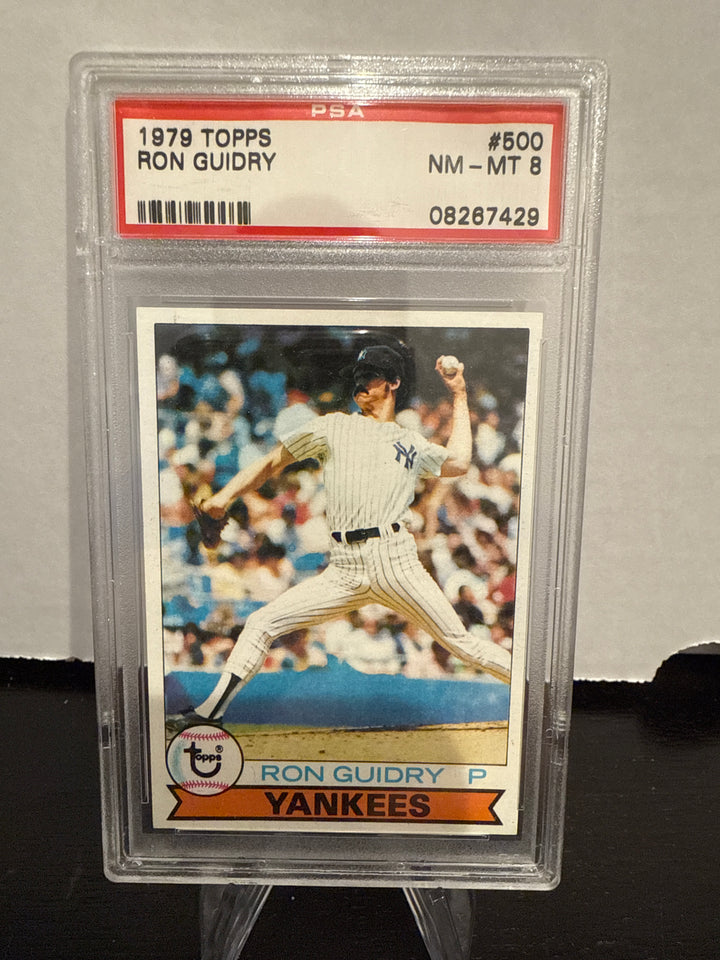 PSA
1979 TOPPS #500
RON GUIDRY NM-MT 8
08267429
NY
topps®
RON GUIDRY P
YANKEES